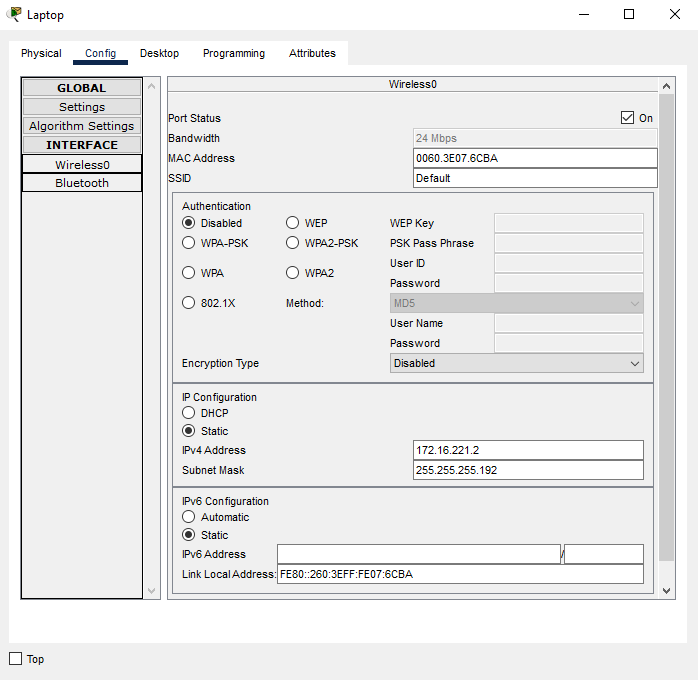 Laptop
Physical Config Desktop Programming Attributes
GLOBAL
Settings
Algorithm Settings
INTERFACE
Wireless0
Bluetooth
Wireless0
Port Status On
Bandwidth 24 Mbps
MAC Address 0060.3E07.6CBA
SSID Default
Authentication
Disabled WEP WEP Key
WPA-PSK WPA2-PSK PSK Pass Phrase
User ID
WPA WPA2
Password
802.1X Method: MD5
User Name
Password
Encryption Type Disabled
IP Configuration
DHCP
Static
IPv4 Address 172.16.221.2
Subnet Mask 255.255.255.192
IPv6 Configuration
Automatic
Static
IPv6 Address /
Link Local Address: FE80::260:3EFF:FE07:6CBA
Top